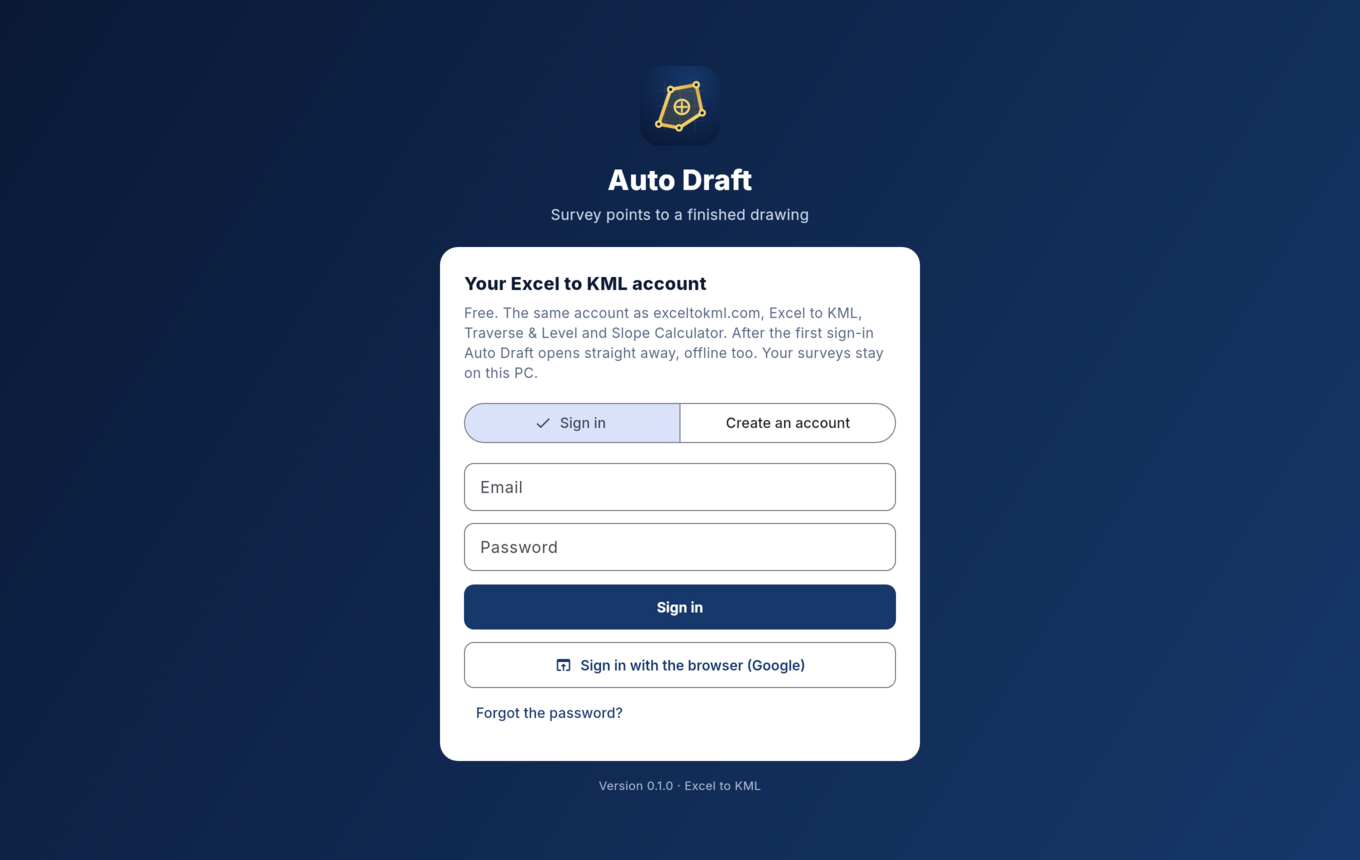 Auto Draft
Survey points to a finished drawing
Your Excel to KML account
Free. The same account as exceltokml.com, Excel to KML,
Traverse & Level and Slope Calculator. After the first sign-in
Auto Draft opens straight away, offline too. Your surveys stay
on this PC.
Sign in
Create an account
Email
Password
Sign in
Sign in with the browser (Google)
Forgot the password?
Version 0.1.0 · Excel to KML